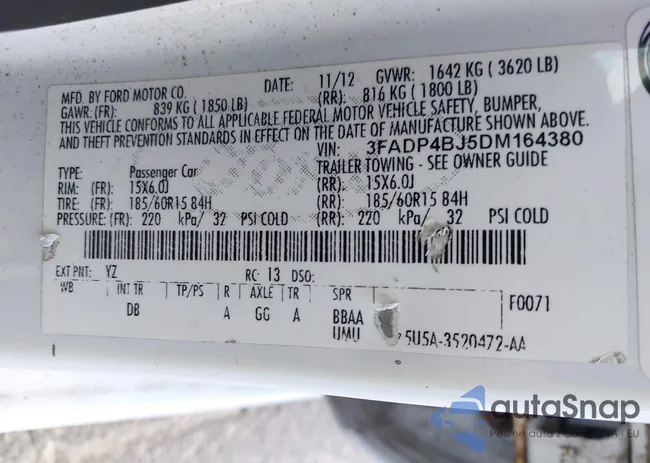 MFD. BY FORD MOTOR CO. DATE: 11/12 GVWR: 1642 KG ( 3620 LB)
GAWR: (FR): 839 KG ( 1850 LB) (RR): 816 KG ( 1800 LB)
THIS VEHICLE CONFORMS TO ALL APPLICABLE FEDERAL MOTOR VEHICLE SAFETY, BUMPER,
AND THEFT PREVENTION STANDARDS IN EFFECT ON THE DATE OF MANUFACTURE SHOWN ABOVE
VIN: 3FADP4BJ5DM164380
TYPE: Passenger Car TRAILER TOWING - SEE OWNER GUIDE
RIM: (FR): 15X6.0J (RR): 15X6.0J
TIRE: (FR): 185/60R15 84H (RR): 185/60R15 84H
PRESSURE: (FR): 220 kPa/ 32 PSI COLD (RR): 220 kPa/ 32 PSI COLD
EXT PNT: YZ RC: 13 DSO:
WB INT TR TP/PS R AXLE TR SPR F0071
DB A GG A BBAA
UMU 5U5A-3520472-AA
autoSnap
Pewne auta z USA i EU